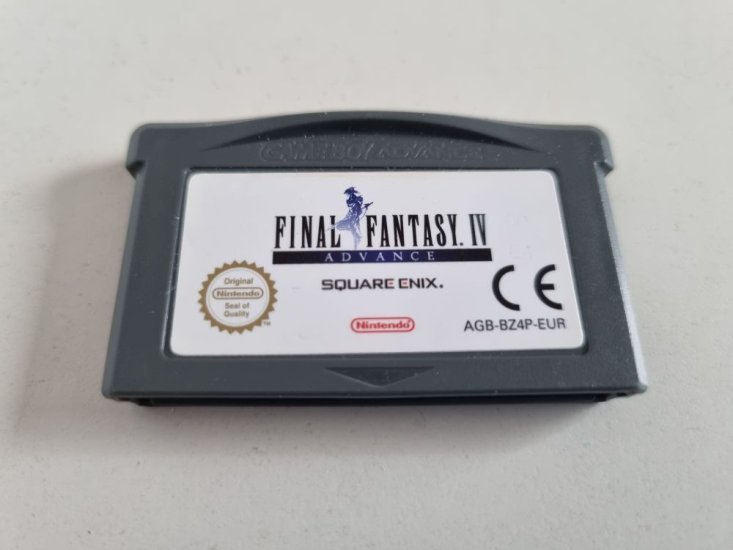 GAME BOY ADVANCE
FINAL FANTASY. IV
ADVANCE
SQUARE ENIX.
Original
Nintendo
Seal of
Quality
TM
Nintendo
CE
AGB-BZ4P-EUR